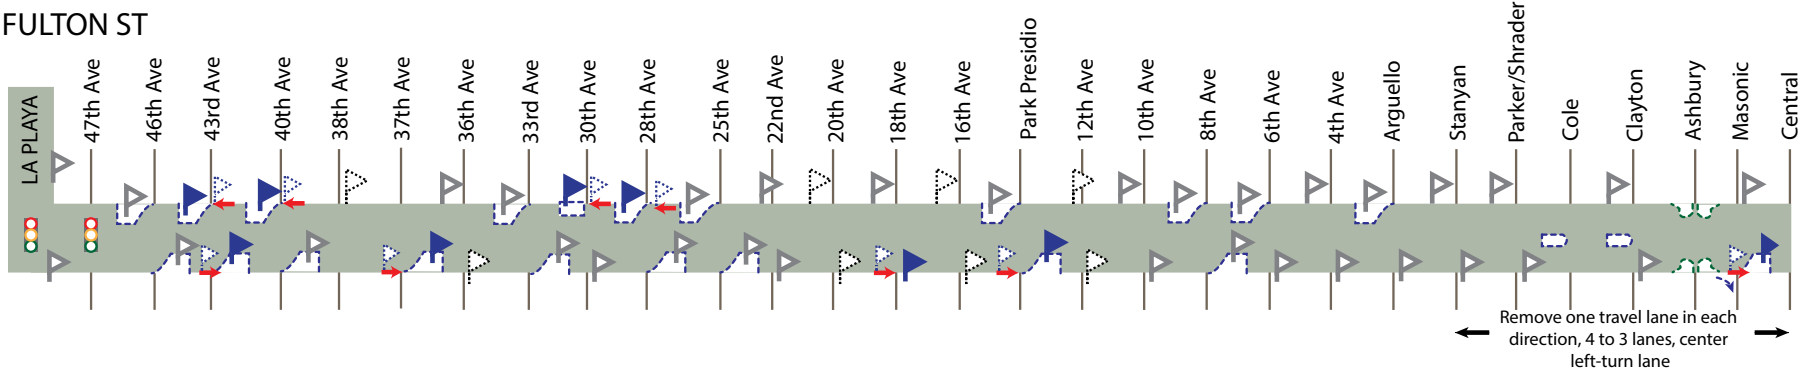 FULTON ST
LA PLAYA
47th Ave
46th Ave
43rd Ave
40th Ave
38th Ave
37th Ave
36th Ave
33rd Ave
30th Ave
28th Ave
25th Ave
22nd Ave
20th Ave
18th Ave
16th Ave
Park Presidio
12th Ave
10th Ave
8th Ave
6th Ave
4th Ave
Arguello
Stanyan
Parker/Shrader
Cole
Clayton
Ashbury
Masonic
Central
Remove one travel lane in each
direction, 4 to 3 lanes, center
left-turn lane